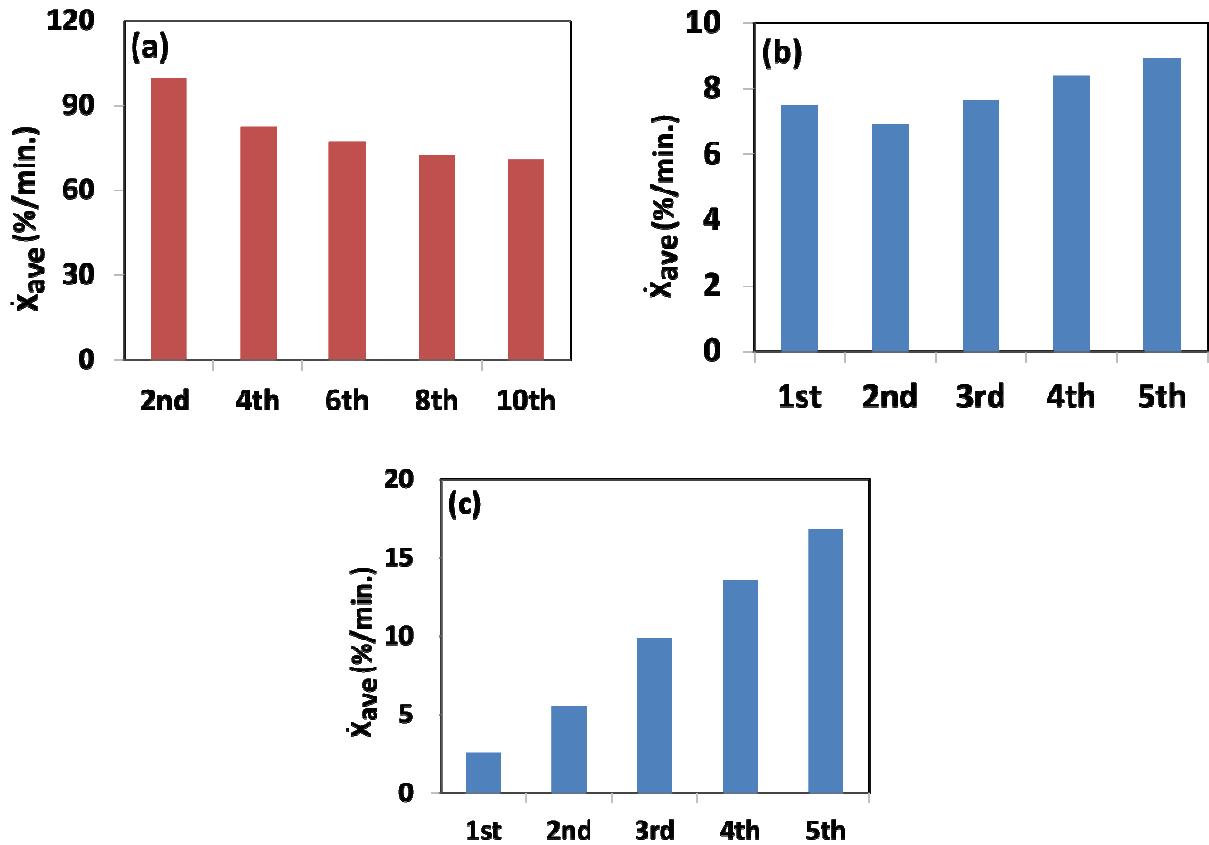 (a)
120
90
60
30
0
Ẋave (%/min.)
2nd 4th 6th 8th 10th
(b)
10
8
6
4
2
0
Ẋave (%/min.)
1st 2nd 3rd 4th 5th
(c)
20
15
10
5
0
Ẋave (%/min.)
1st 2nd 3rd 4th 5th